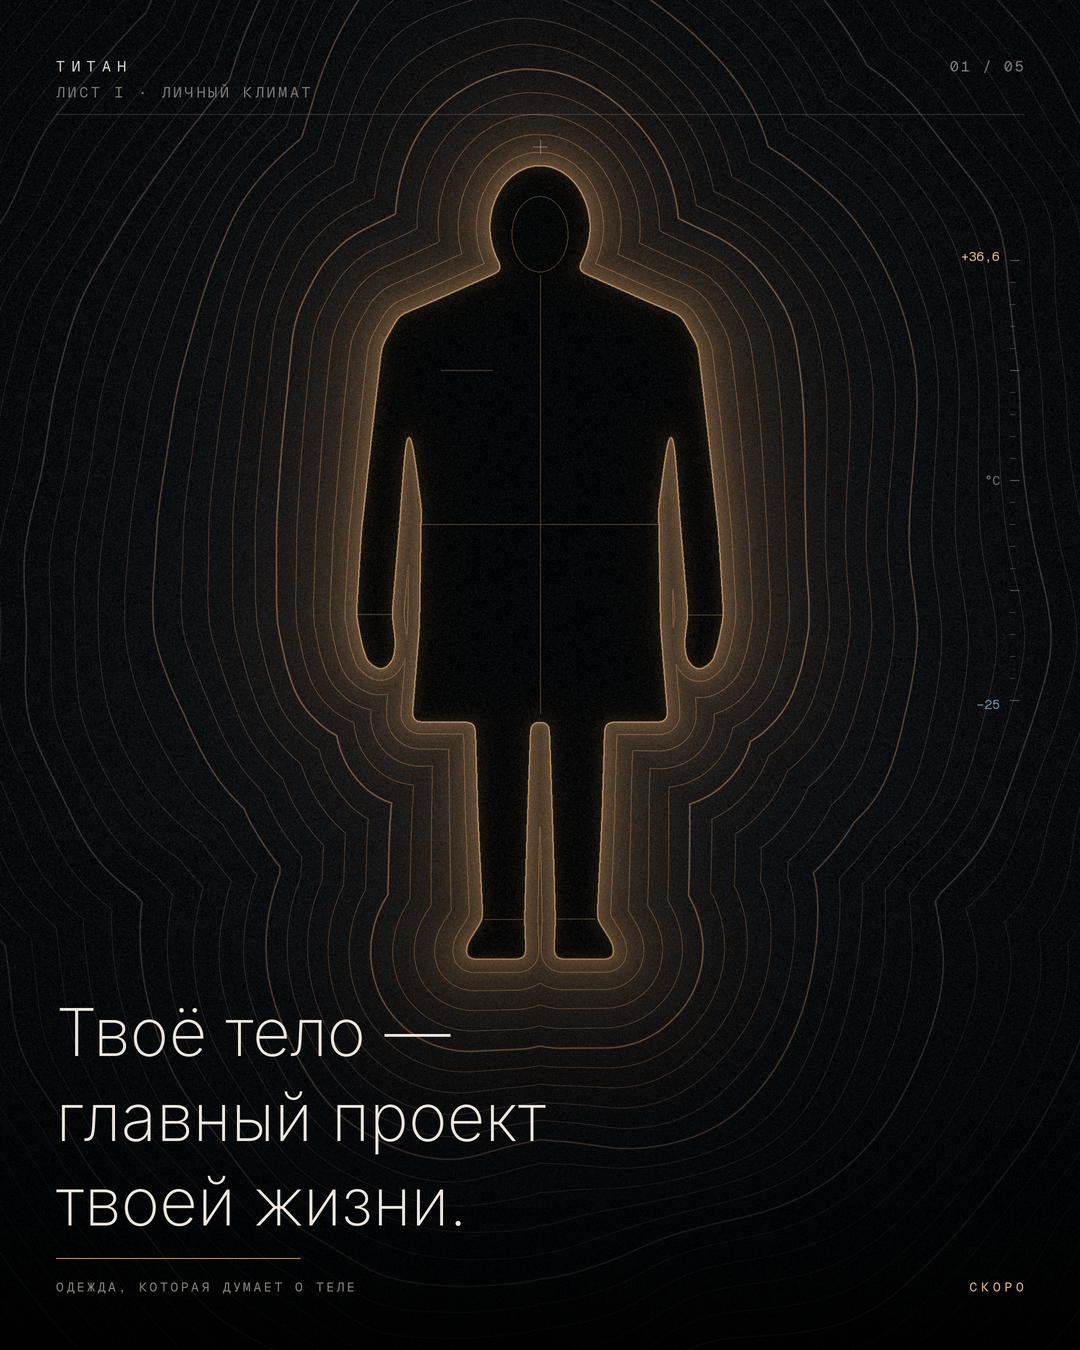 ТИТАН
01 / 05
ЛИСТ I · ЛИЧНЫЙ КЛИМАТ
+36,6
°C
−25
Твоё тело —
главный проект
твоей жизни.
ОДЕЖДА, КОТОРАЯ ДУМАЕТ О ТЕЛЕ
СКОРО